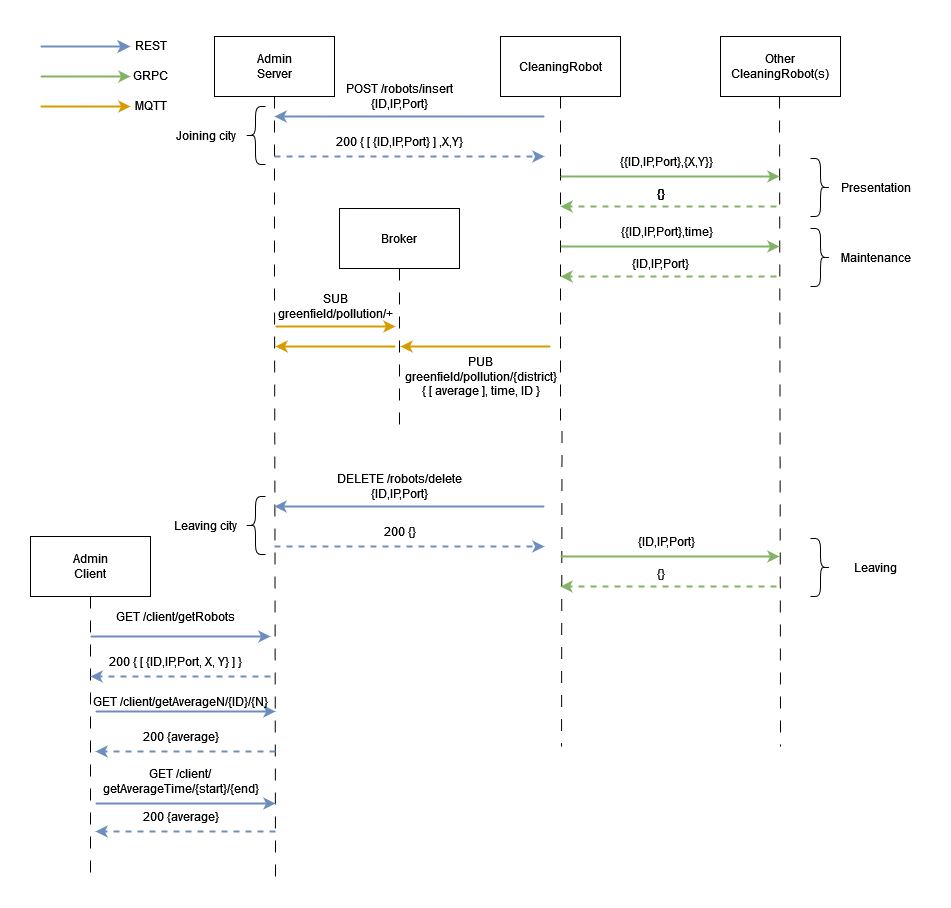 REST
GRPC
MQTT
Admin
Server
CleaningRobot
Other
CleaningRobot(s)
POST /robots/insert
{ID,IP,Port}
Joining city
200 { [ {ID,IP,Port} ] ,X,Y}
{{ID,IP,Port},{X,Y}}
{}
Presentation
Broker
{{ID,IP,Port},time}
{ID,IP,Port}
Maintenance
SUB
greenfield/pollution/+
PUB
greenfield/pollution/{district}
{ [ average ], time, ID }
DELETE /robots/delete
{ID,IP,Port}
Leaving city
200 {}
{ID,IP,Port}
{}
Leaving
Admin
Client
GET /client/getRobots
200 { [ {ID,IP,Port, X, Y} ] }
GET /client/getAverageN/{ID}/{N}
200 {average}
GET /client/
getAverageTime/{start}/{end}
200 {average}